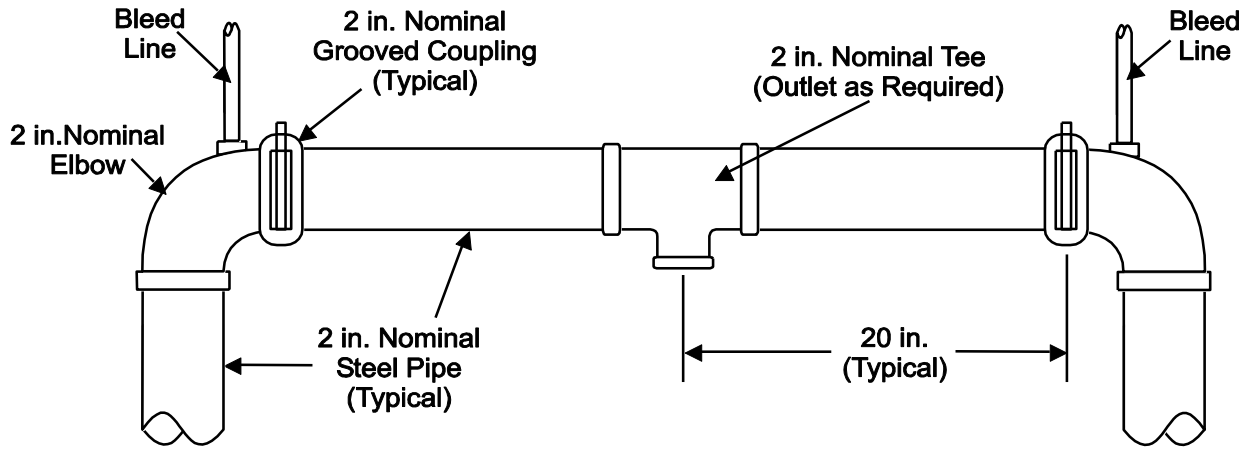 Bleed
Line
2 in. Nominal
Grooved Coupling
(Typical)
2 in. Nominal Tee
(Outlet as Required)
Bleed
Line
2 in.Nominal
Elbow
2 in. Nominal
Steel Pipe
(Typical)
20 in.
(Typical)